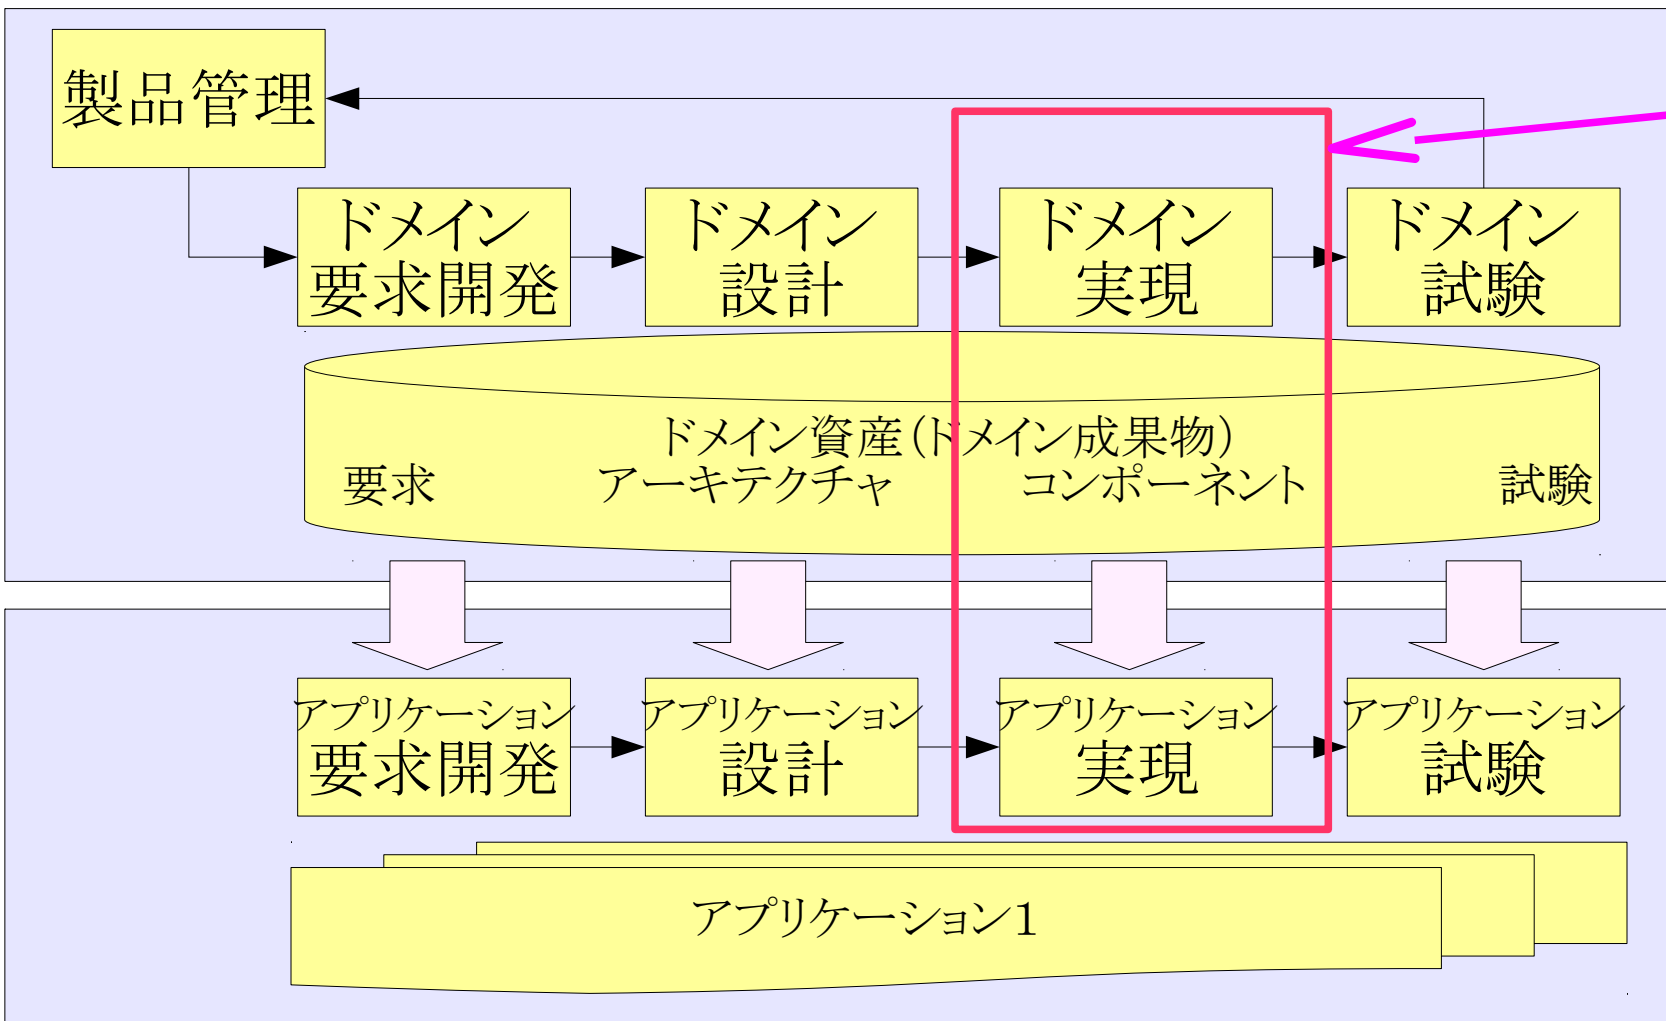 製品管理
ドメイン
要求開発
ドメイン
設計
ドメイン
実現
ドメイン
試験
ドメイン資産(ドメイン成果物)
要求 アーキテクチャ コンポーネント 試験
アプリケーション
要求開発
アプリケーション
設計
アプリケーション
実現
アプリケーション
試験
アプリケーション1